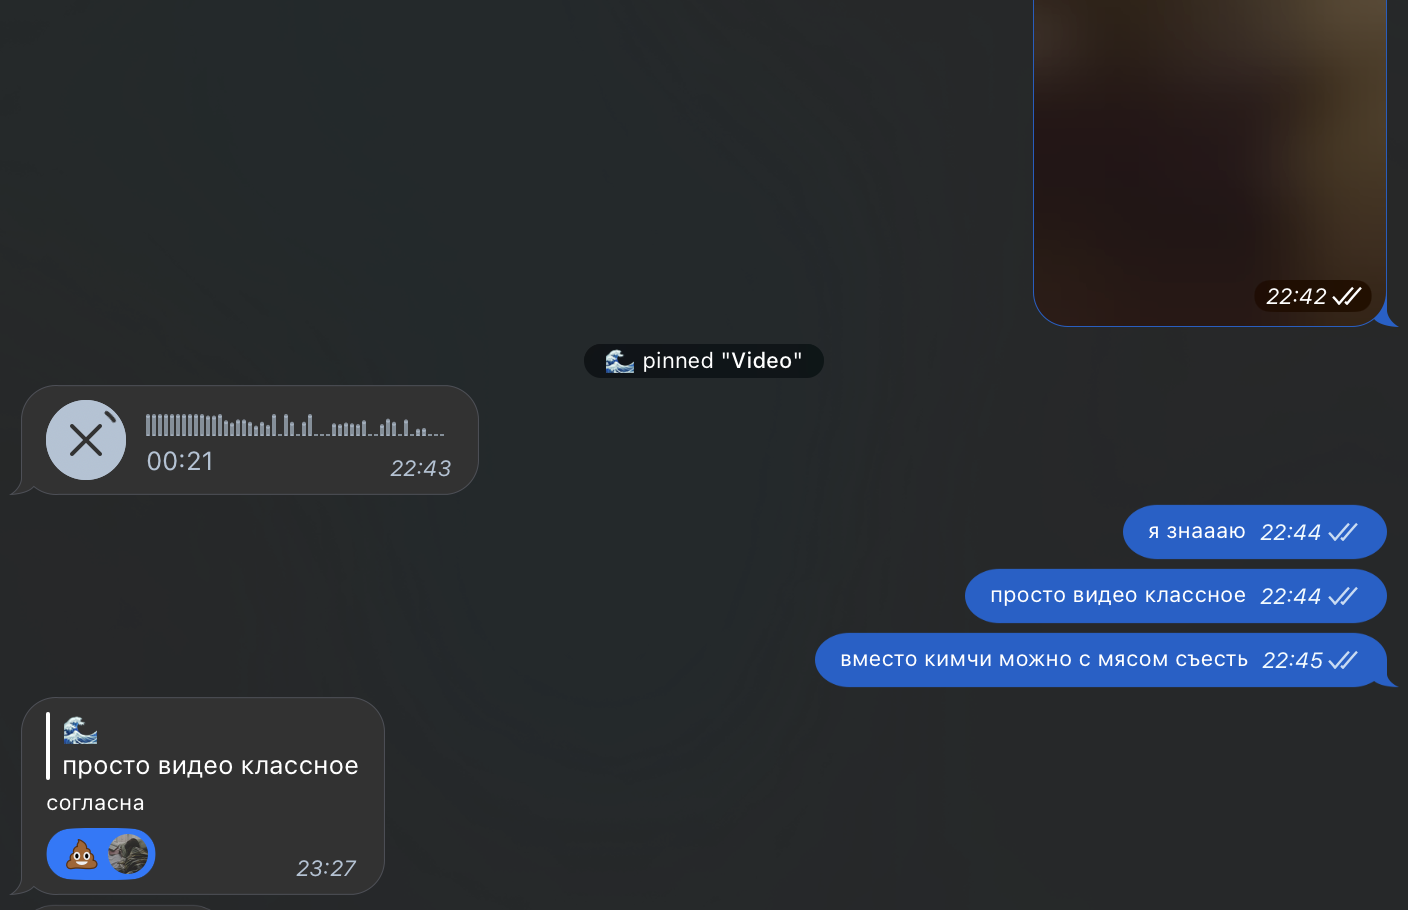 22:42
🌊 pinned "Video"
00:21
22:43
я знаааю 22:44
просто видео классное 22:44
вместо кимчи можно с мясом съесть 22:45
🌊
просто видео классное
согласна
💩
23:27